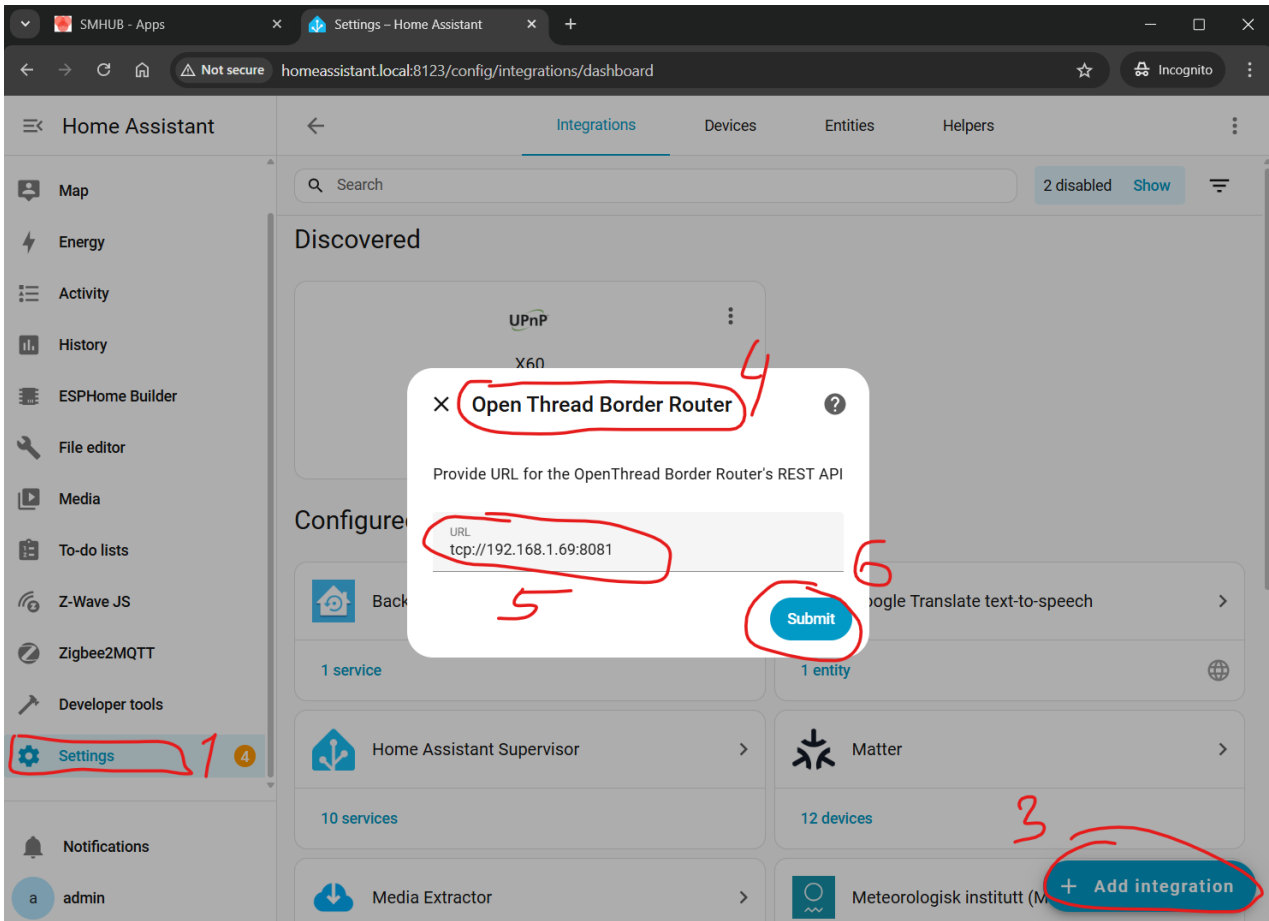 SMHUB - Apps
Settings – Home Assistant
Not secure
homeassistant.local:8123/config/integrations/dashboard
Incognito
Home Assistant
Integrations
Devices
Entities
Helpers
Map
Energy
Activity
History
ESPHome Builder
File editor
Media
To-do lists
Z-Wave JS
Zigbee2MQTT
Developer tools
Settings
1
4
Notifications
a
admin
Search
2 disabled
Show
Discovered
UPnP
X60
4
Open Thread Border Router
Provide URL for the OpenThread Border Router's REST API
URL
tcp://192.168.1.69:8081
5
6
Submit
Configure
Back
oogle Translate text-to-speech
1 service
1 entity
Home Assistant Supervisor
Matter
10 services
12 devices
3
Add integration
Media Extractor
Meteorologisk institutt (M